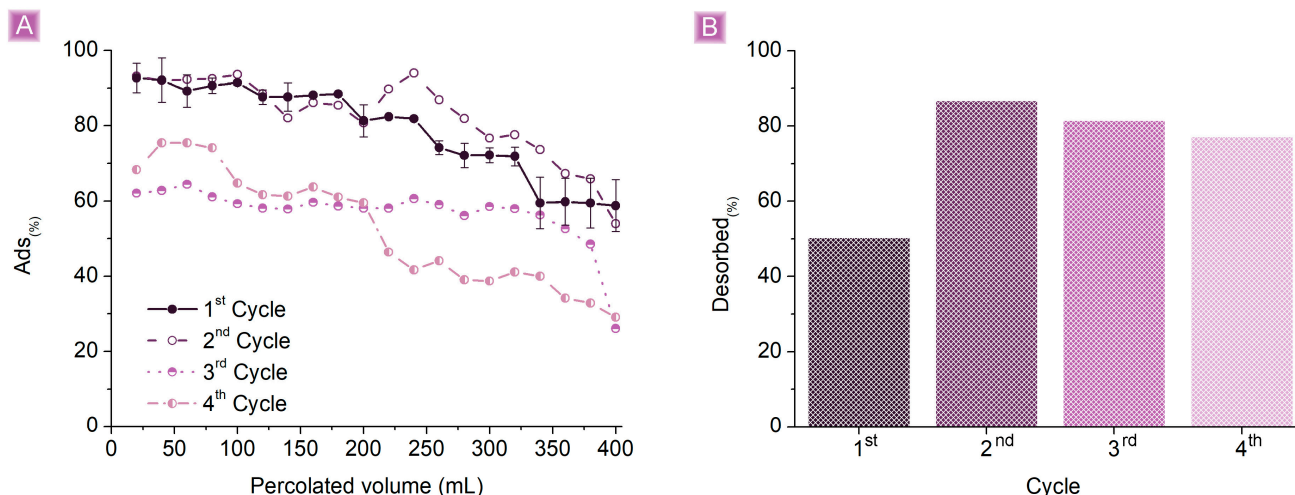 A
100
80
60
40
20
0
Ads(%)
1st Cycle
2nd Cycle
3rd Cycle
4th Cycle
0 50 100 150 200 250 300 350 400
Percolated volume (mL)
B
100
80
60
40
20
0
Desorbed(%)
1st 2nd 3rd 4th
Cycle